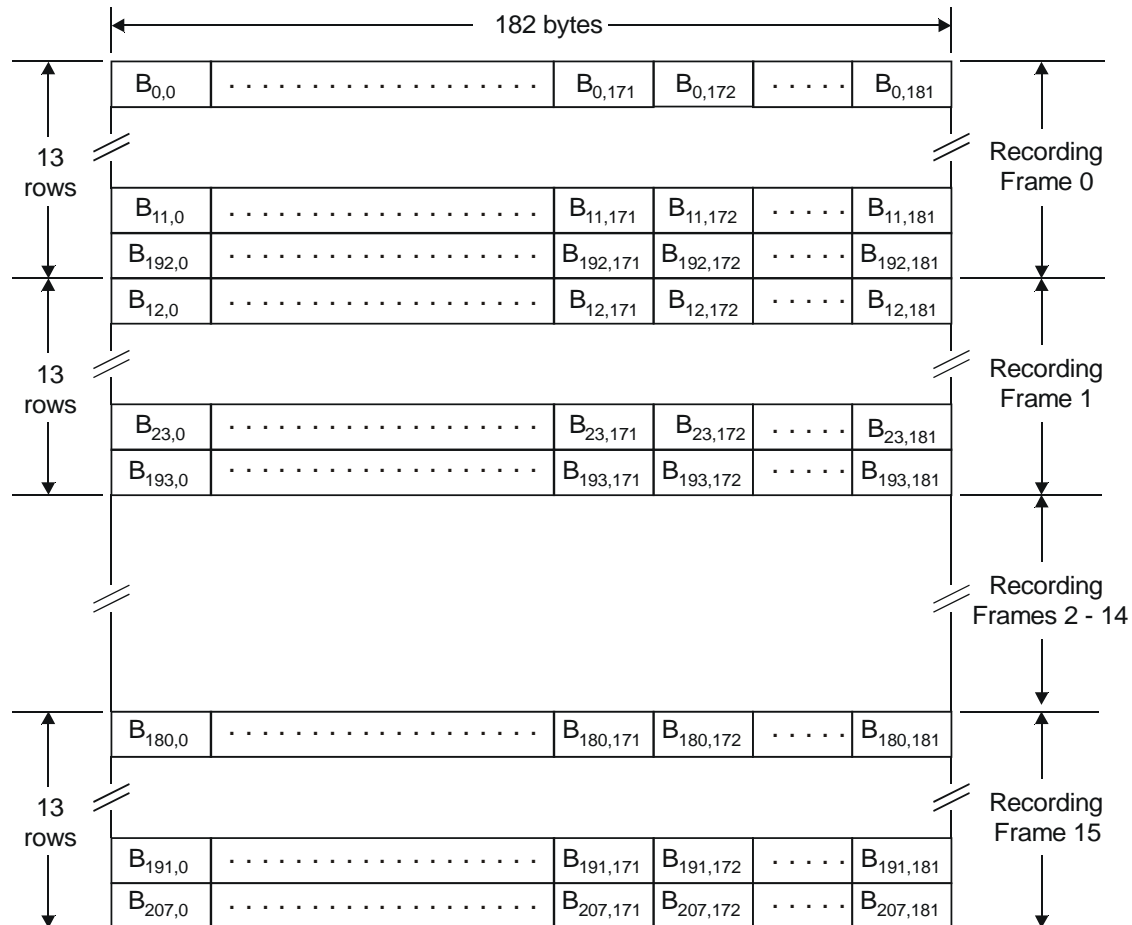 182 bytes
B0,0 . . . . . . . . . . . . . . . . . . . B0,171 B0,172 . . . . . B0,181
13
rows
Recording
Frame 0
B11,0 . . . . . . . . . . . . . . . . . . . B11,171 B11,172 . . . . . B11,181
B192,0 . . . . . . . . . . . . . . . . . . . B192,171 B192,172 . . . . . B192,181
B12,0 . . . . . . . . . . . . . . . . . . . B12,171 B12,172 . . . . . B12,181
13
rows
Recording
Frame 1
B23,0 . . . . . . . . . . . . . . . . . . . B23,171 B23,172 . . . . . B23,181
B193,0 . . . . . . . . . . . . . . . . . . . B193,171 B193,172 . . . . . B193,181
Recording
Frames 2 - 14
B180,0 . . . . . . . . . . . . . . . . . . . B180,171 B180,172 . . . . . B180,181
13
rows
Recording
Frame 15
B191,0 . . . . . . . . . . . . . . . . . . . B191,171 B191,172 . . . . . B191,181
B207,0 . . . . . . . . . . . . . . . . . . . B207,171 B207,172 . . . . . B207,181